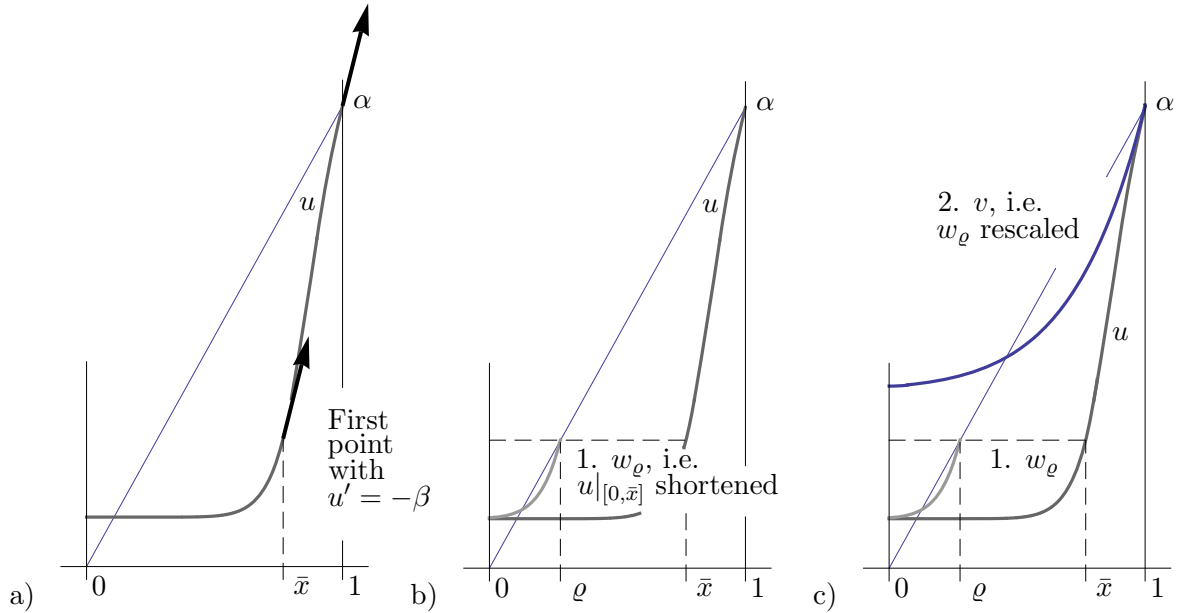 α
u
First
point
with
u′ = −β
0
x̄
1
a)
α
u
1. w_ϱ, i.e.
u|_[0,x̄] shortened
0
ϱ
x̄
1
b)
α
2. v, i.e.
w_ϱ rescaled
u
1. w_ϱ
0
ϱ
x̄
1
c)